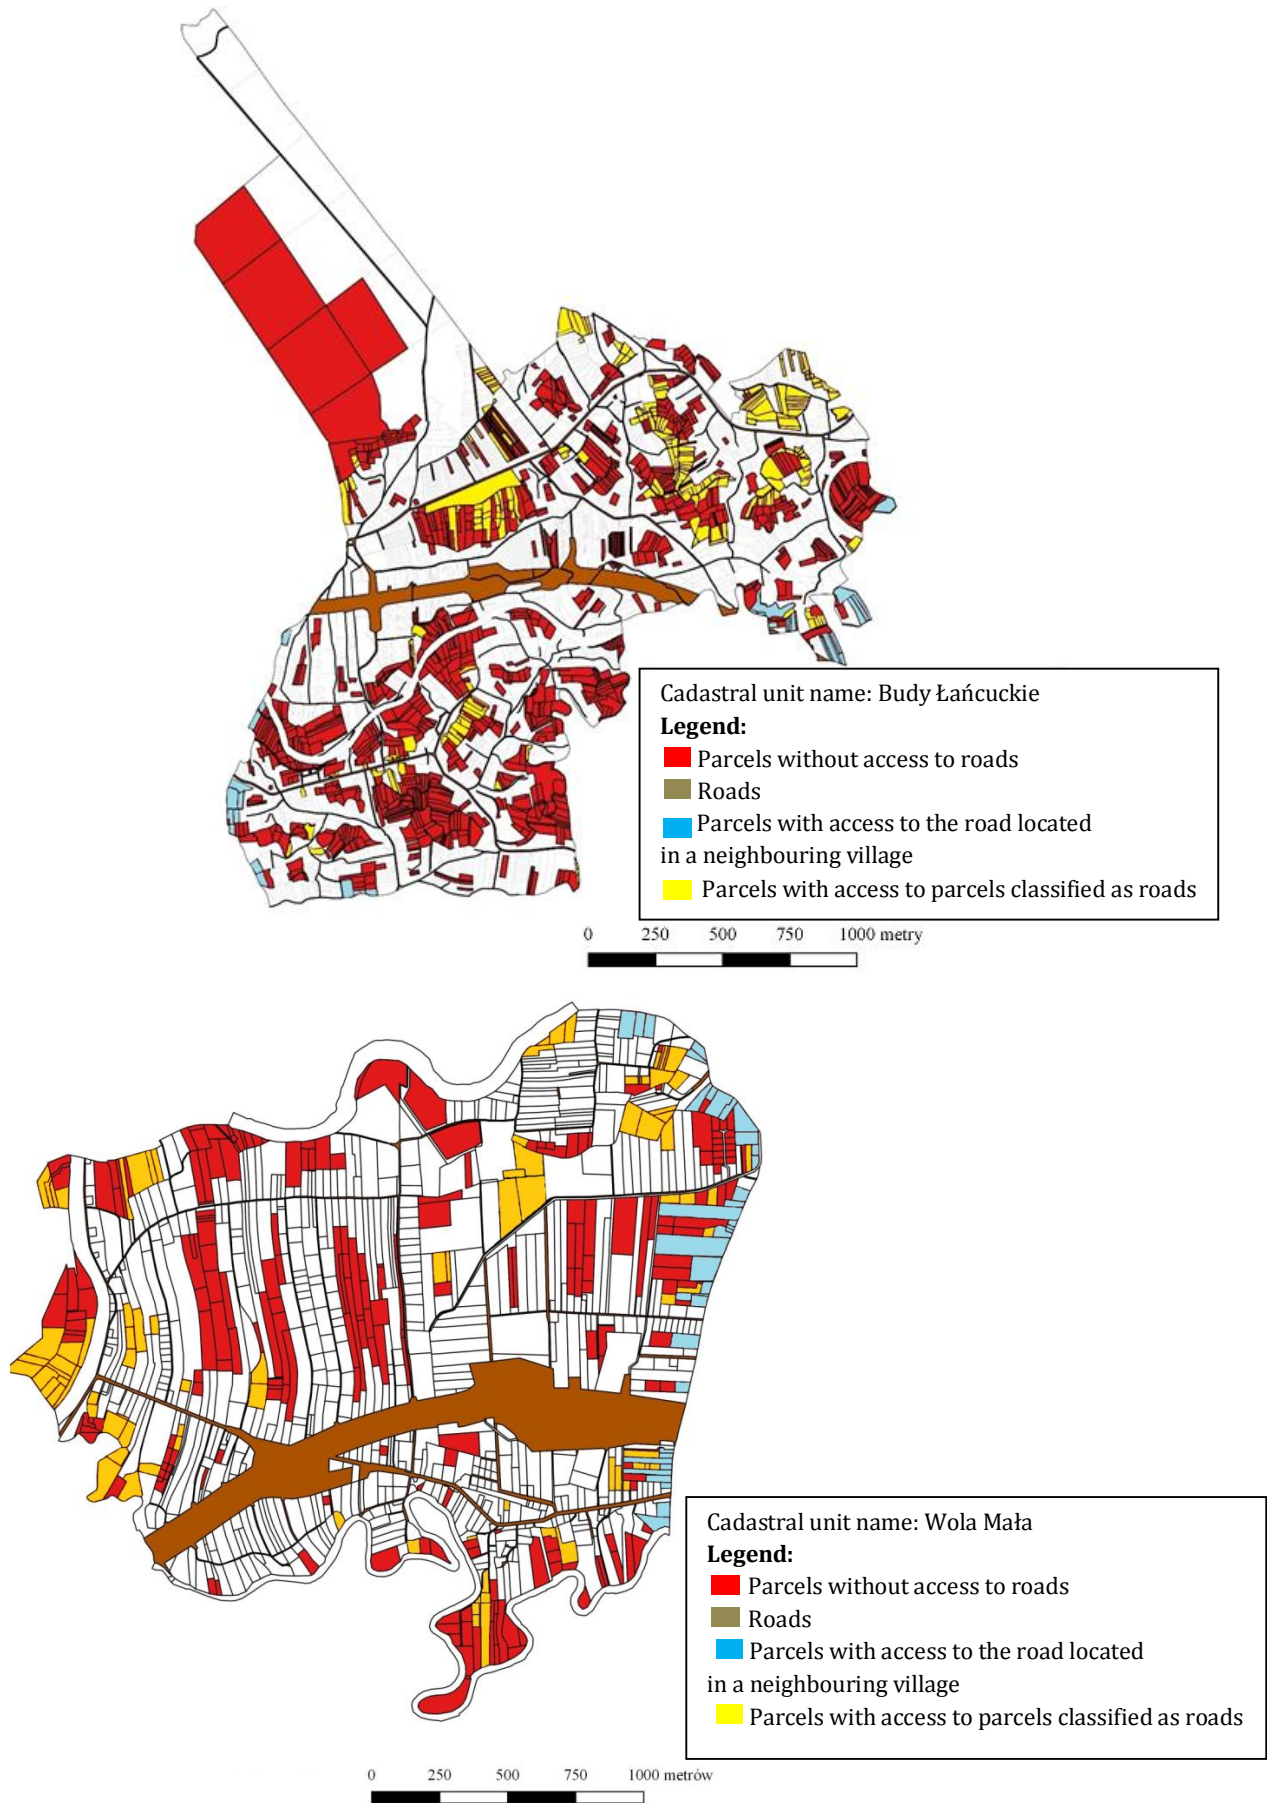 Cadastral unit name: Budy Łańcuckie
Legend:
Parcels without access to roads
Roads
Parcels with access to the road located
in a neighbouring village
Parcels with access to parcels classified as roads
0 250 500 750 1000 metry
Cadastral unit name: Wola Mała
Legend:
Parcels without access to roads
Roads
Parcels with access to the road located
in a neighbouring village
Parcels with access to parcels classified as roads
0 250 500 750 1000 metrów